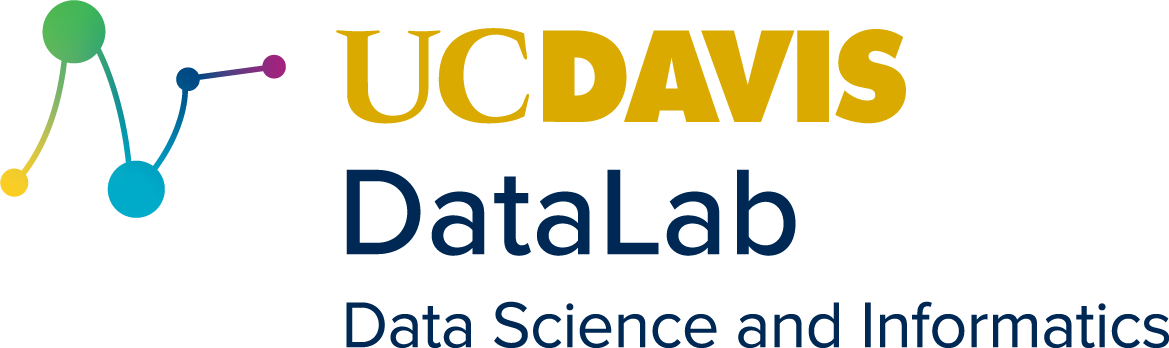 UCDAVIS
DataLab
Data Science and Informatics